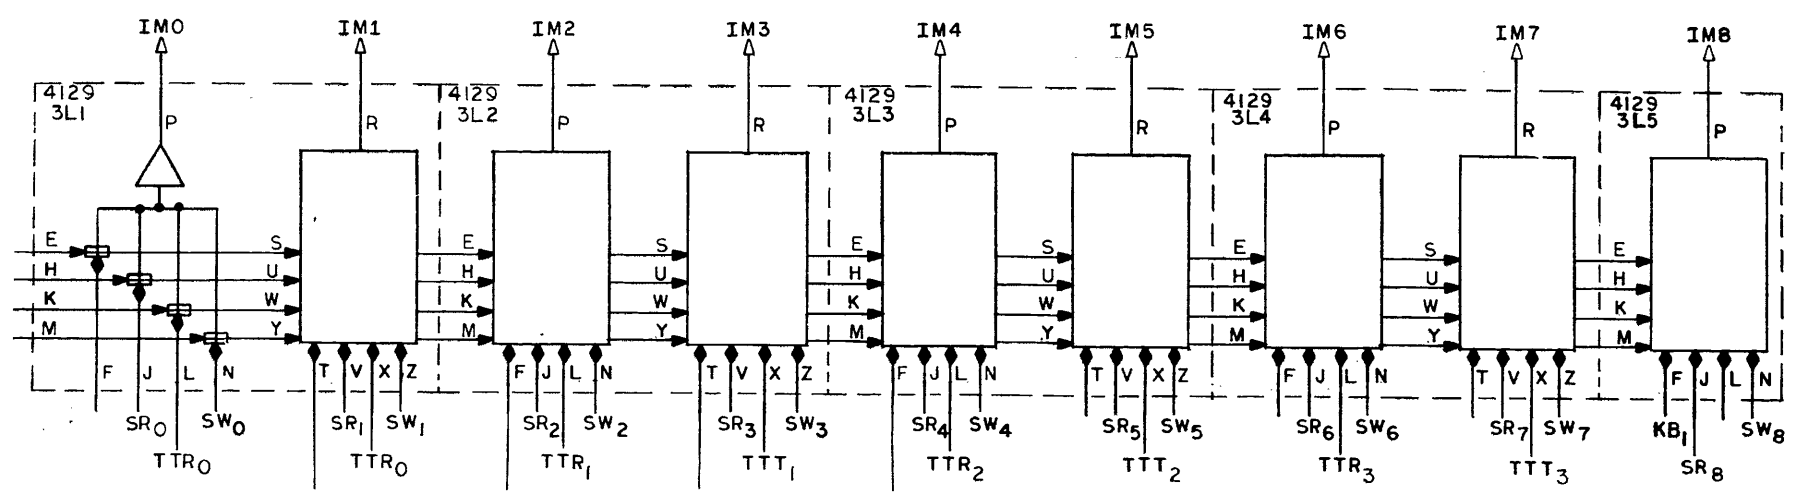 IM0 IM1 IM2 IM3 IM4 IM5 IM6 IM7 IM8
4129 4129 4129 4129 4129
3L1 3L2 3L3 3L4 3L5
P R P R P R P R P
E S E S E S E S E
H U H U H U H U H
K W K W K W K W K
M Y M Y M Y M Y M
F J L N T V X Z F J L N T V X Z F J L N T V X Z F J L N T V X Z F J L N
SR0 SW0 SR1 SW1 SR2 SW2 SR3 SW3 SR4 SW4 SR5 SW5 SR6 SW6 SR7 SW7 KB1 SW8
TTR0 TTR0 TTR1 TTT1 TTR2 TTT2 TTR3 TTT3 SR8